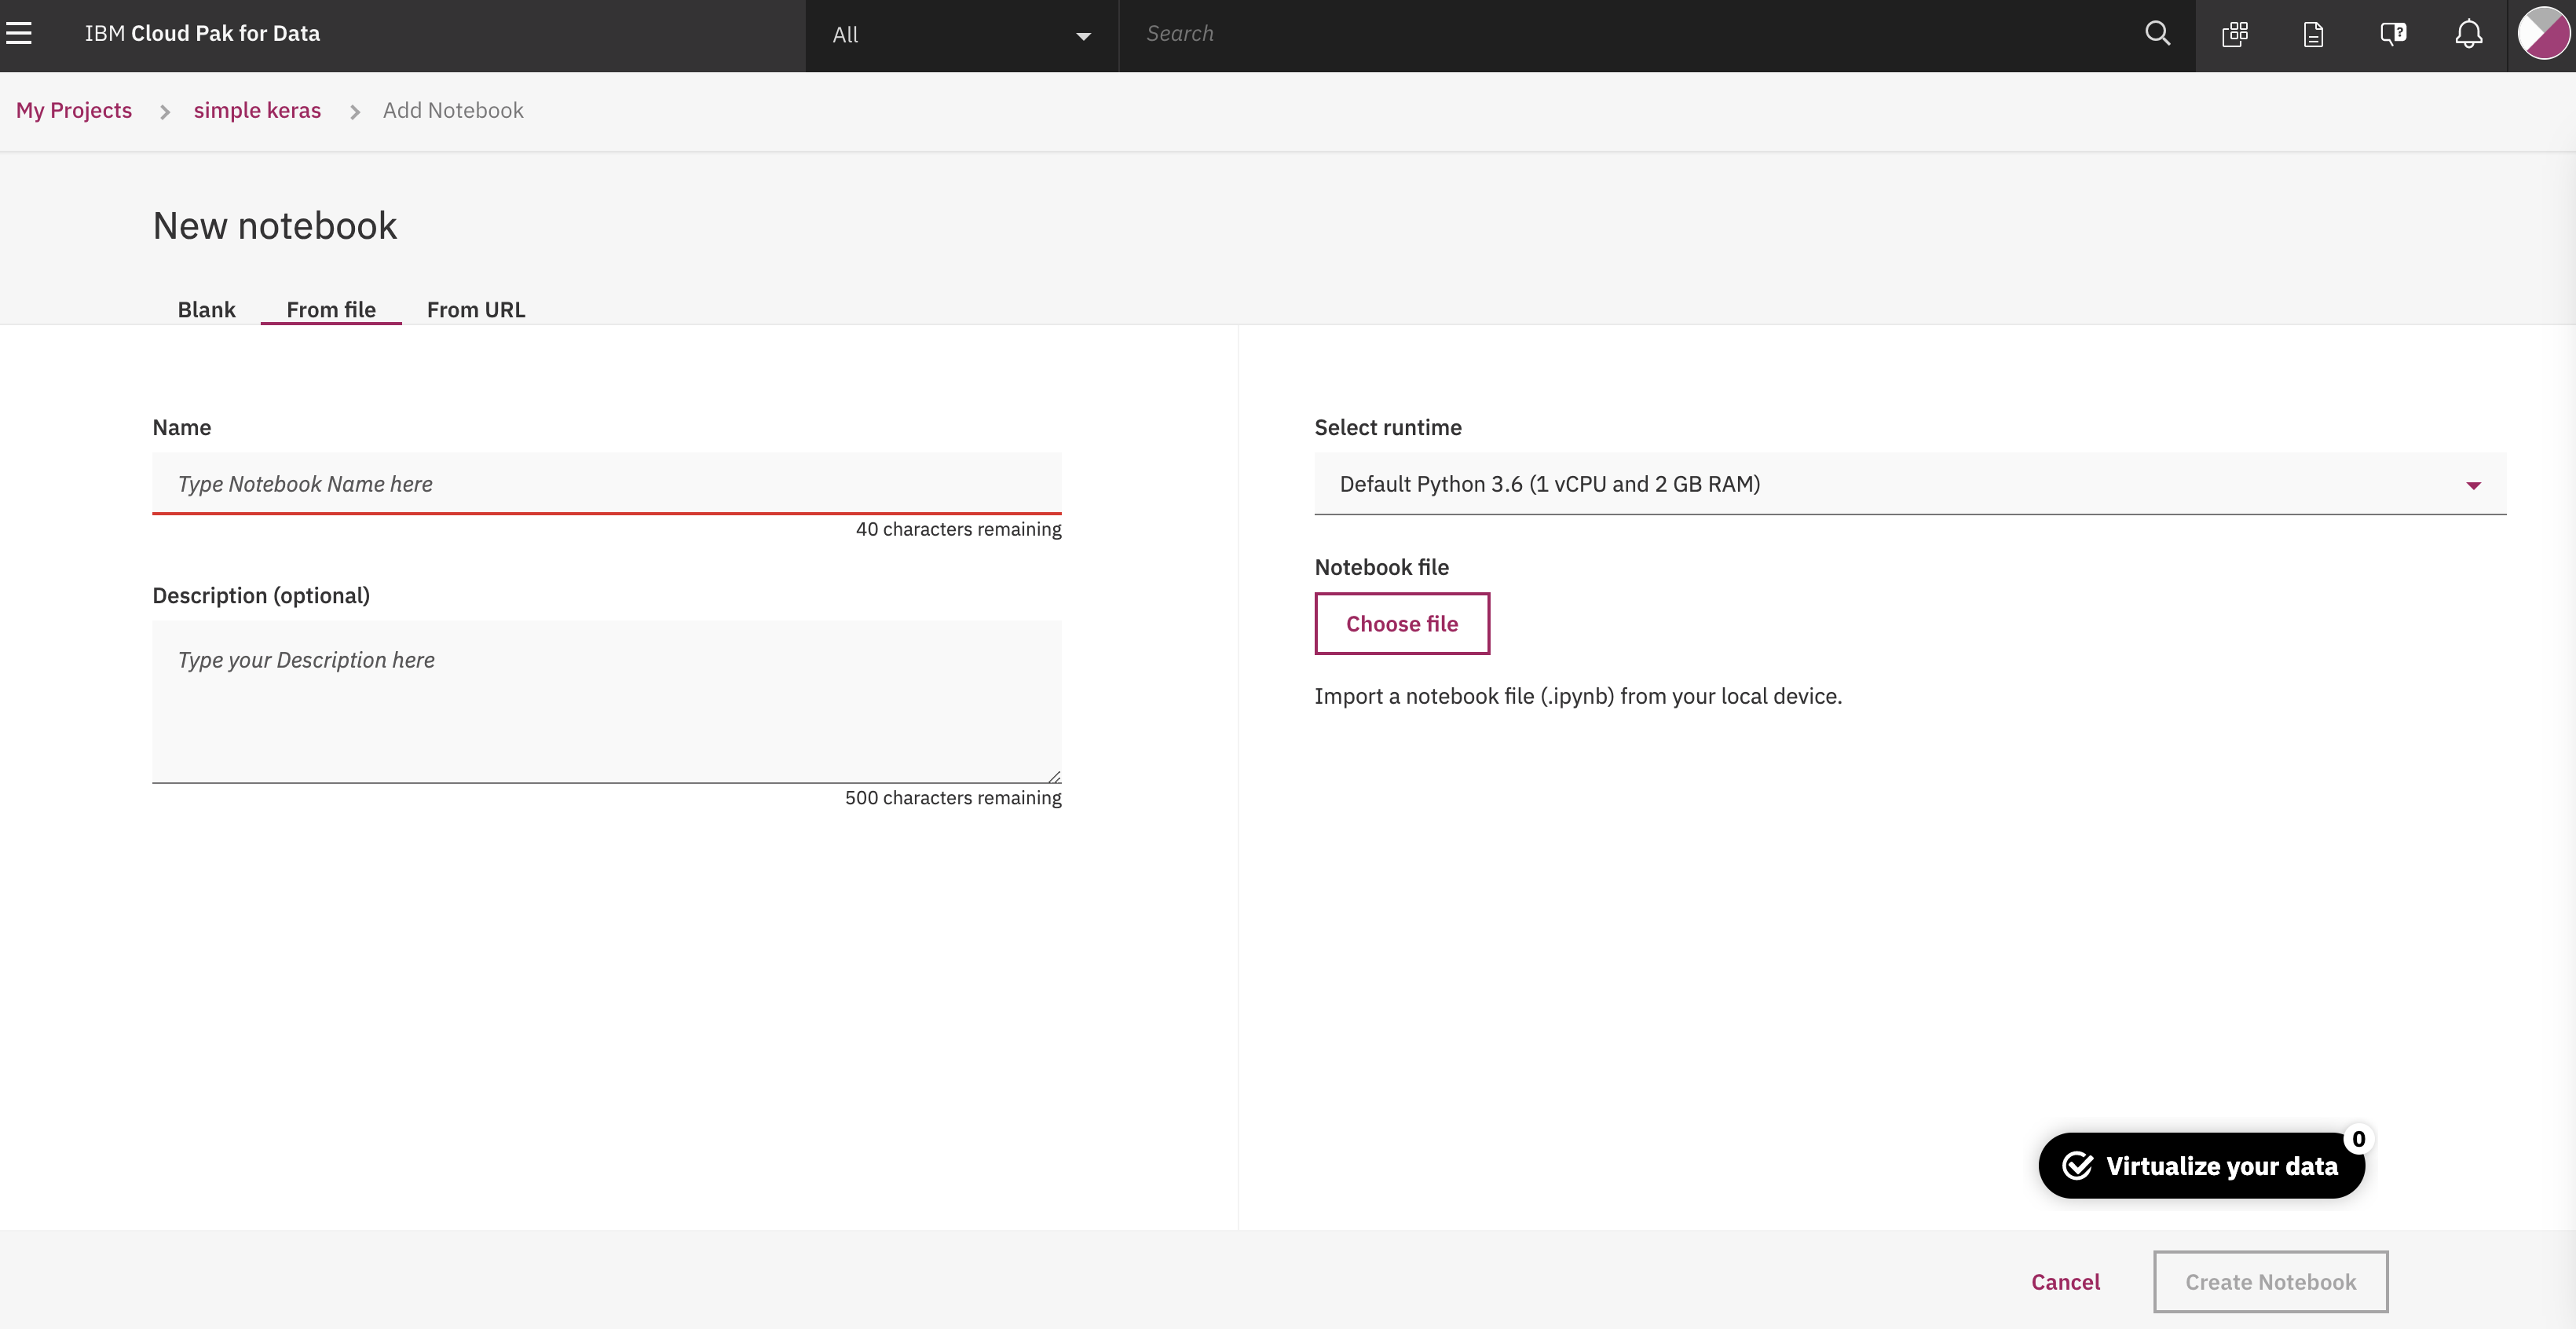 IBM Cloud Pak for Data
All
Search
My Projects
simple keras
Add Notebook
New notebook
Blank
From file
From URL
Name
Type Notebook Name here
40 characters remaining
Description (optional)
Type your Description here
500 characters remaining
Select runtime
Default Python 3.6 (1 vCPU and 2 GB RAM)
Notebook file
Choose file
Import a notebook file (.ipynb) from your local device.
0
Virtualize your data
Cancel
Create Notebook